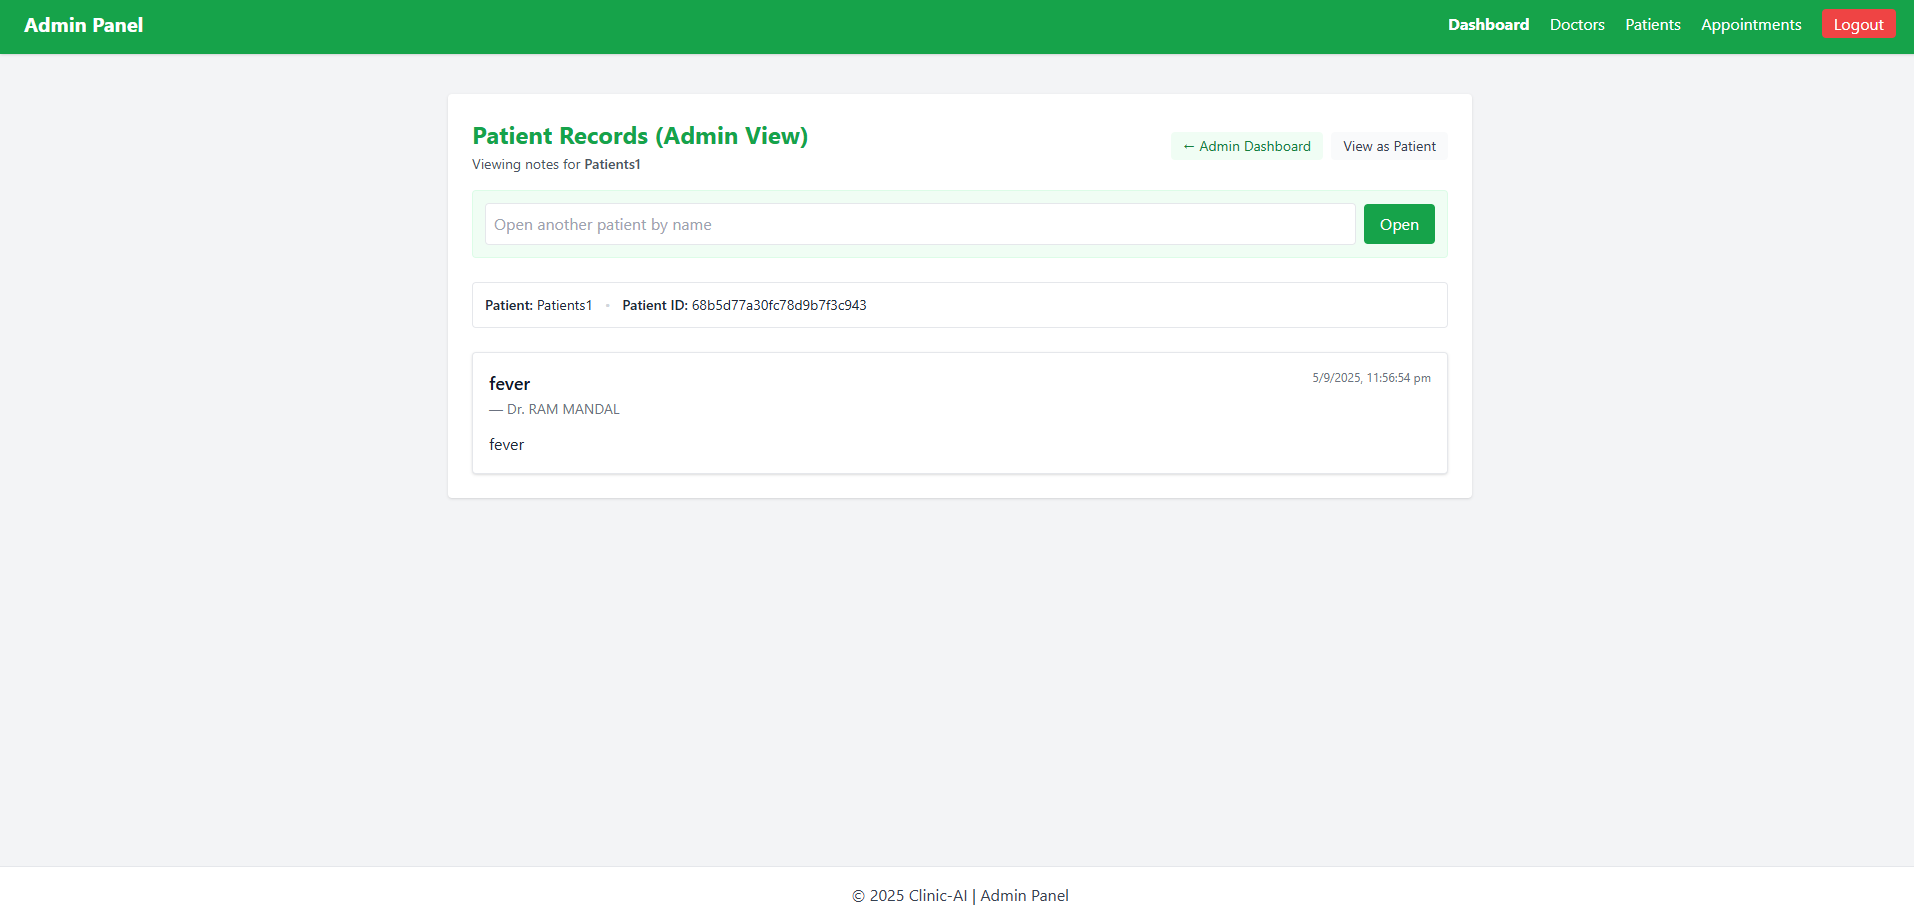 Admin Panel
Dashboard Doctors Patients Appointments Logout
Patient Records (Admin View)
Viewing notes for Patients1
← Admin Dashboard View as Patient
Open another patient by name Open
Patient: Patients1 • Patient ID: 68b5d77a30fc78d9b7f3c943
fever
5/9/2025, 11:56:54 pm
— Dr. RAM MANDAL
fever
© 2025 Clinic-AI | Admin Panel